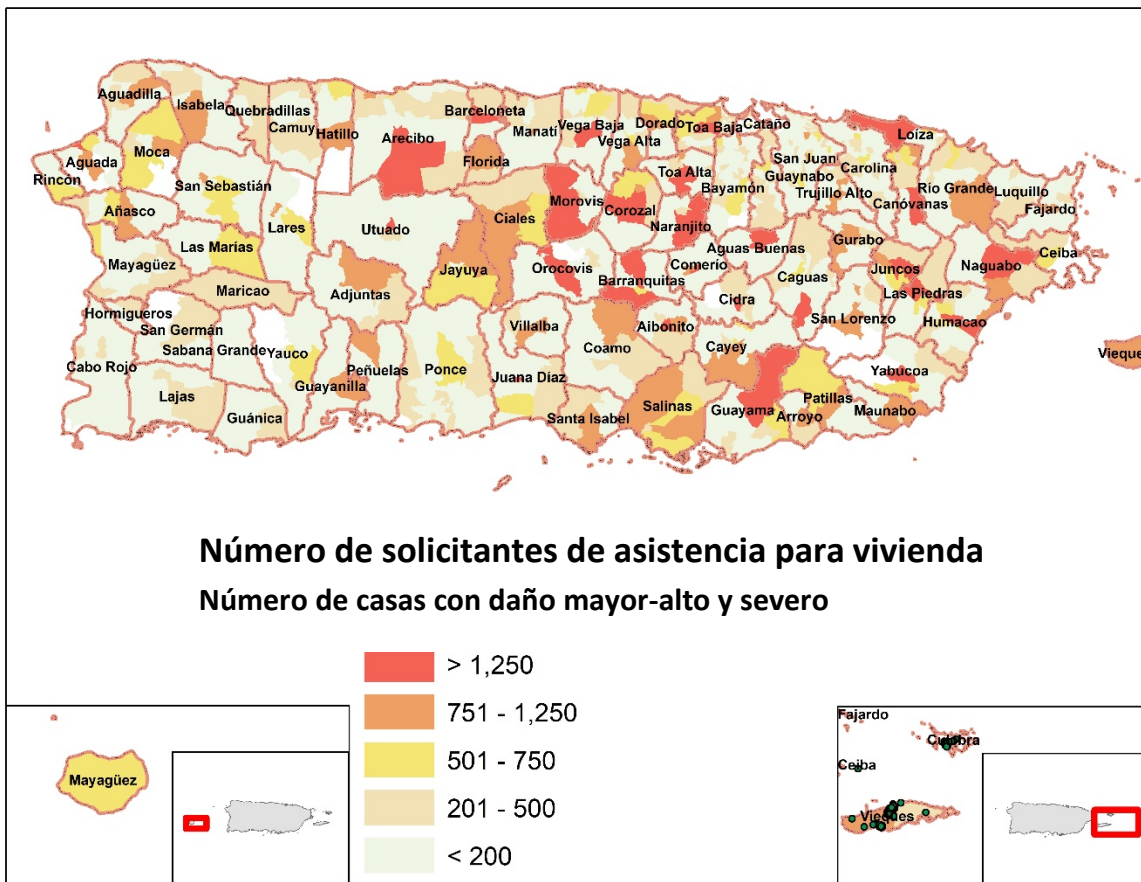 Aguadilla
Isabela
Quebradillas
Camuy
Hatillo
Arecibo
Barceloneta
Manatí
Vega Baja
Vega Alta
Dorado
Toa Baja
Cataño
Loíza
Aguada
Rincón
Moca
San Sebastián
Añasco
Lares
Utuado
Florida
Ciales
Morovis
Corozal
Toa Alta
Naranjito
Bayamón
San Juan
Guaynabo
Carolina
Trujillo Alto
Canóvanas
Río Grande
Luquillo
Fajardo
Mayagüez
Las Marías
Maricao
Adjuntas
Jayuya
Orocovis
Barranquitas
Comerío
Aguas Buenas
Cidra
Caguas
Gurabo
Juncos
Las Piedras
Naguabo
Ceiba
Humacao
San Lorenzo
Hormigueros
San Germán
Sabana Grande
Cabo Rojo
Lajas
Guánica
Yauco
Guayanilla
Peñuelas
Ponce
Juana Díaz
Villalba
Coamo
Aibonito
Cayey
Santa Isabel
Salinas
Guayama
Arroyo
Patillas
Maunabo
Yabucoa
Vieque
Número de solicitantes de asistencia para vivienda
Número de casas con daño mayor-alto y severo
> 1,250
751 - 1,250
501 - 750
201 - 500
< 200
Mayagüez
Fajardo
Culebra
Ceiba
Vieques